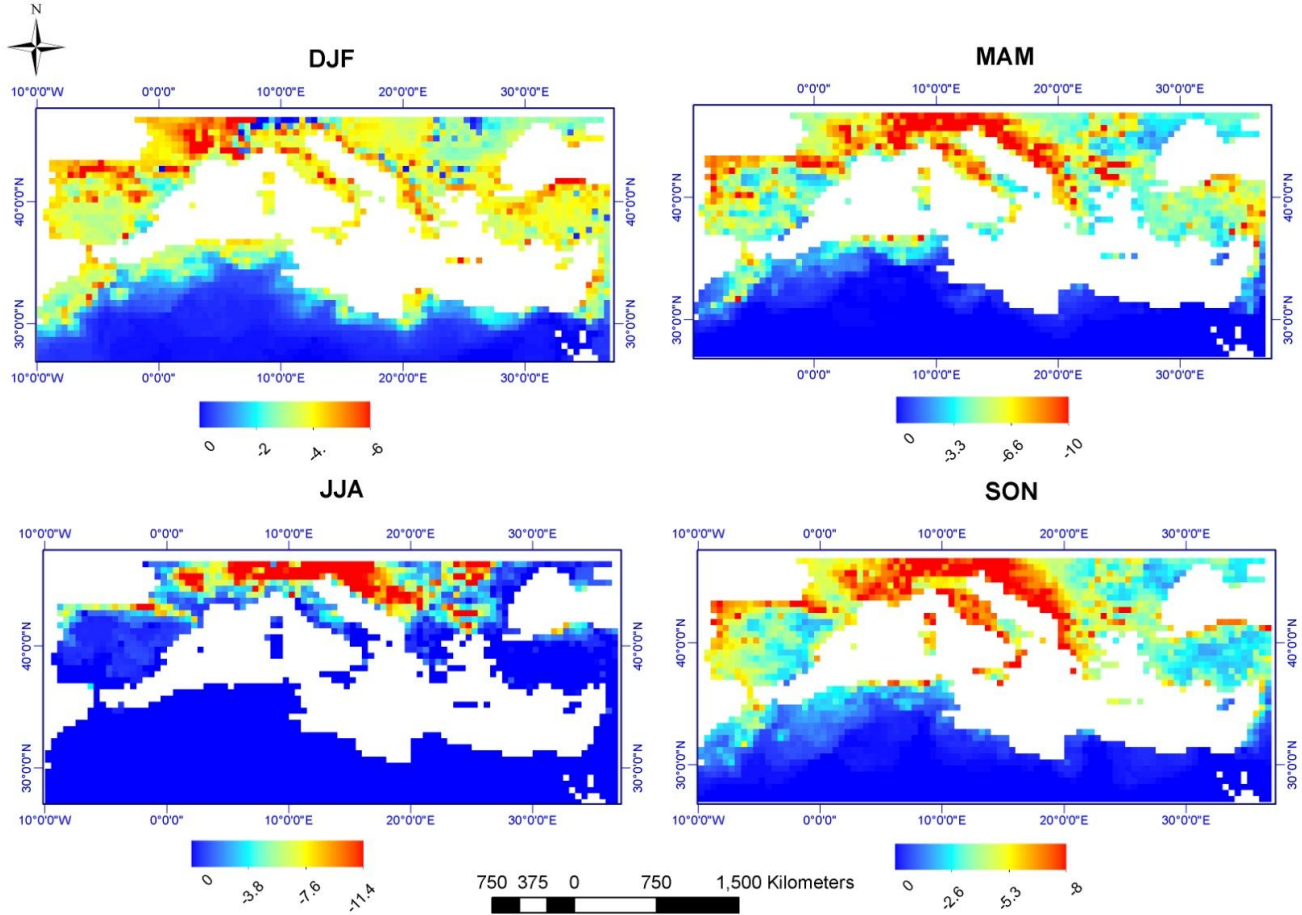 N
DJF
10°0'0"W 0°0'0" 10°0'0"E 20°0'0"E 30°0'0"E
40°0'0"N 40°0'0"N
30°0'0"N 30°0'0"N
10°0'0"W 0°0'0" 10°0'0"E 20°0'0"E 30°0'0"E
0 -2 -4. -6
MAM
0°0'0" 10°0'0"E 20°0'0"E 30°0'0"E
40°0'0"N 40°0'0"N
30°0'0"N 30°0'0"N
0°0'0" 10°0'0"E 20°0'0"E 30°0'0"E
0 -3.3 -6.6 -10
JJA
10°0'0"W 0°0'0" 10°0'0"E 20°0'0"E 30°0'0"E
40°0'0"N 40°0'0"N
30°0'0"N 30°0'0"N
10°0'0"W 0°0'0" 10°0'0"E 20°0'0"E 30°0'0"E
0 -3.8 -7.6 -11.4
SON
10°0'0"W 0°0'0" 10°0'0"E 20°0'0"E 30°0'0"E
40°0'0"N 40°0'0"N
30°0'0"N 30°0'0"N
10°0'0"W 0°0'0" 10°0'0"E 20°0'0"E 30°0'0"E
0 -2.6 -5.3 -8
750 375 0 750 1,500 Kilometers